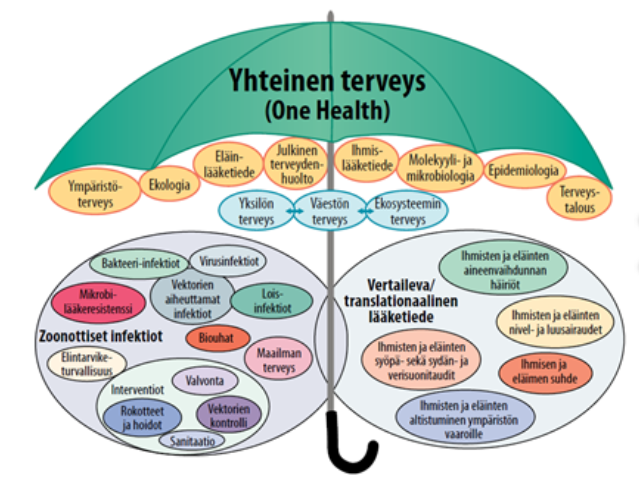 Yhteinen terveys
(One Health)
Ympäristö-
terveys
Ekologia
Eläin-
lääketiede
Julkinen
terveyden-
huolto
Ihmis-
lääketiede
Molekyyli- ja
mikrobiologia
Epidemiologia
Terveys-
talous
Yksilön
terveys
Väestön
terveys
Ekosysteemin
terveys
Bakteeri-infektiot
Virusinfektiot
Mikrobi-
lääkeresistenssi
Vektorien
aiheuttamat
infektiot
Lois-
infektiot
Zoonottiset infektiot
Biouhat
Elintarvike-
turvallisuus
Maailman
terveys
Interventiot
Valvonta
Rokotteet
ja hoidot
Vektorien
kontrolli
Sanitaatio
Vertaileva/
translationaalinen
lääketiede
Ihmisten ja eläinten
aineenvaihdunnan
häiriöt
Ihmisten ja eläinten
nivel- ja luusairaudet
Ihmisten ja eläinten
syöpä- sekä sydän- ja
verisuonitaudit
Ihmisen ja
eläimen suhde
Ihmisten ja eläinten
altistuminen ympäristön
vaaroille